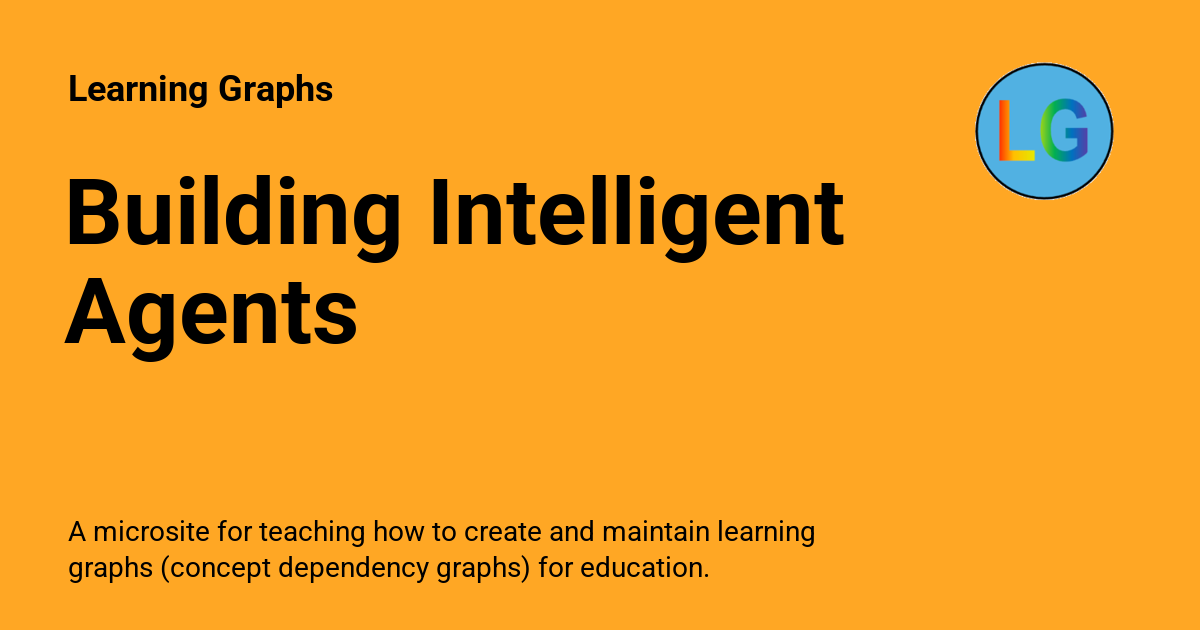 Learning Graphs
LG
Building Intelligent
Agents
A microsite for teaching how to create and maintain learning
graphs (concept dependency graphs) for education.